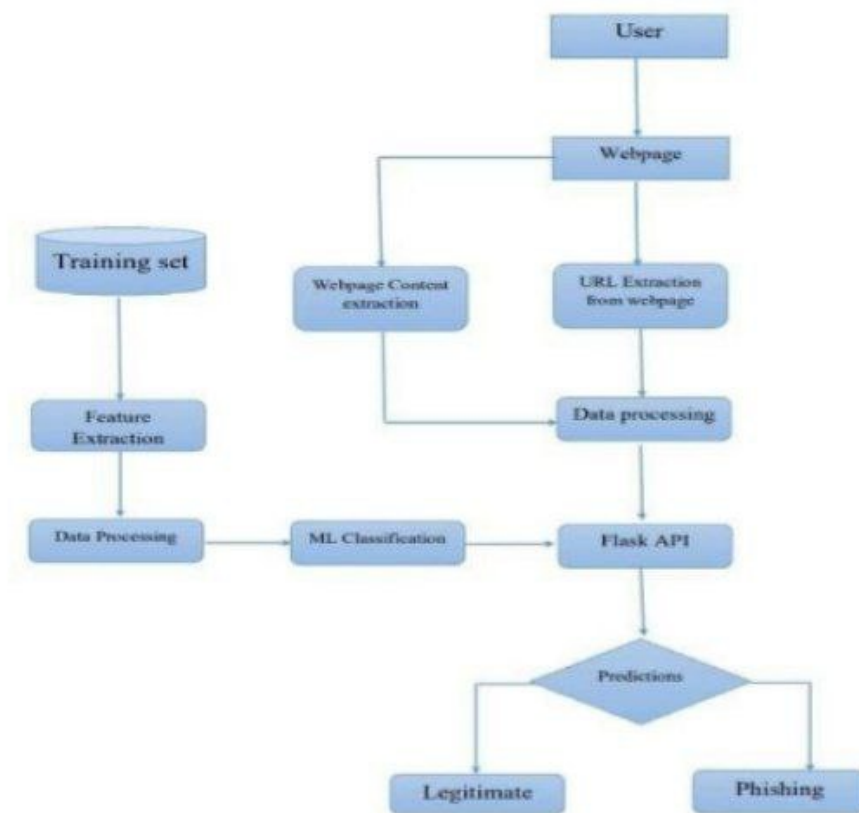 User
Webpage
Training set
Webpage Content
extraction
URL Extraction
from webpage
Feature
Extraction
Data processing
Data Processing
ML Classification
Flask API
Predictions
Legitimate
Phishing